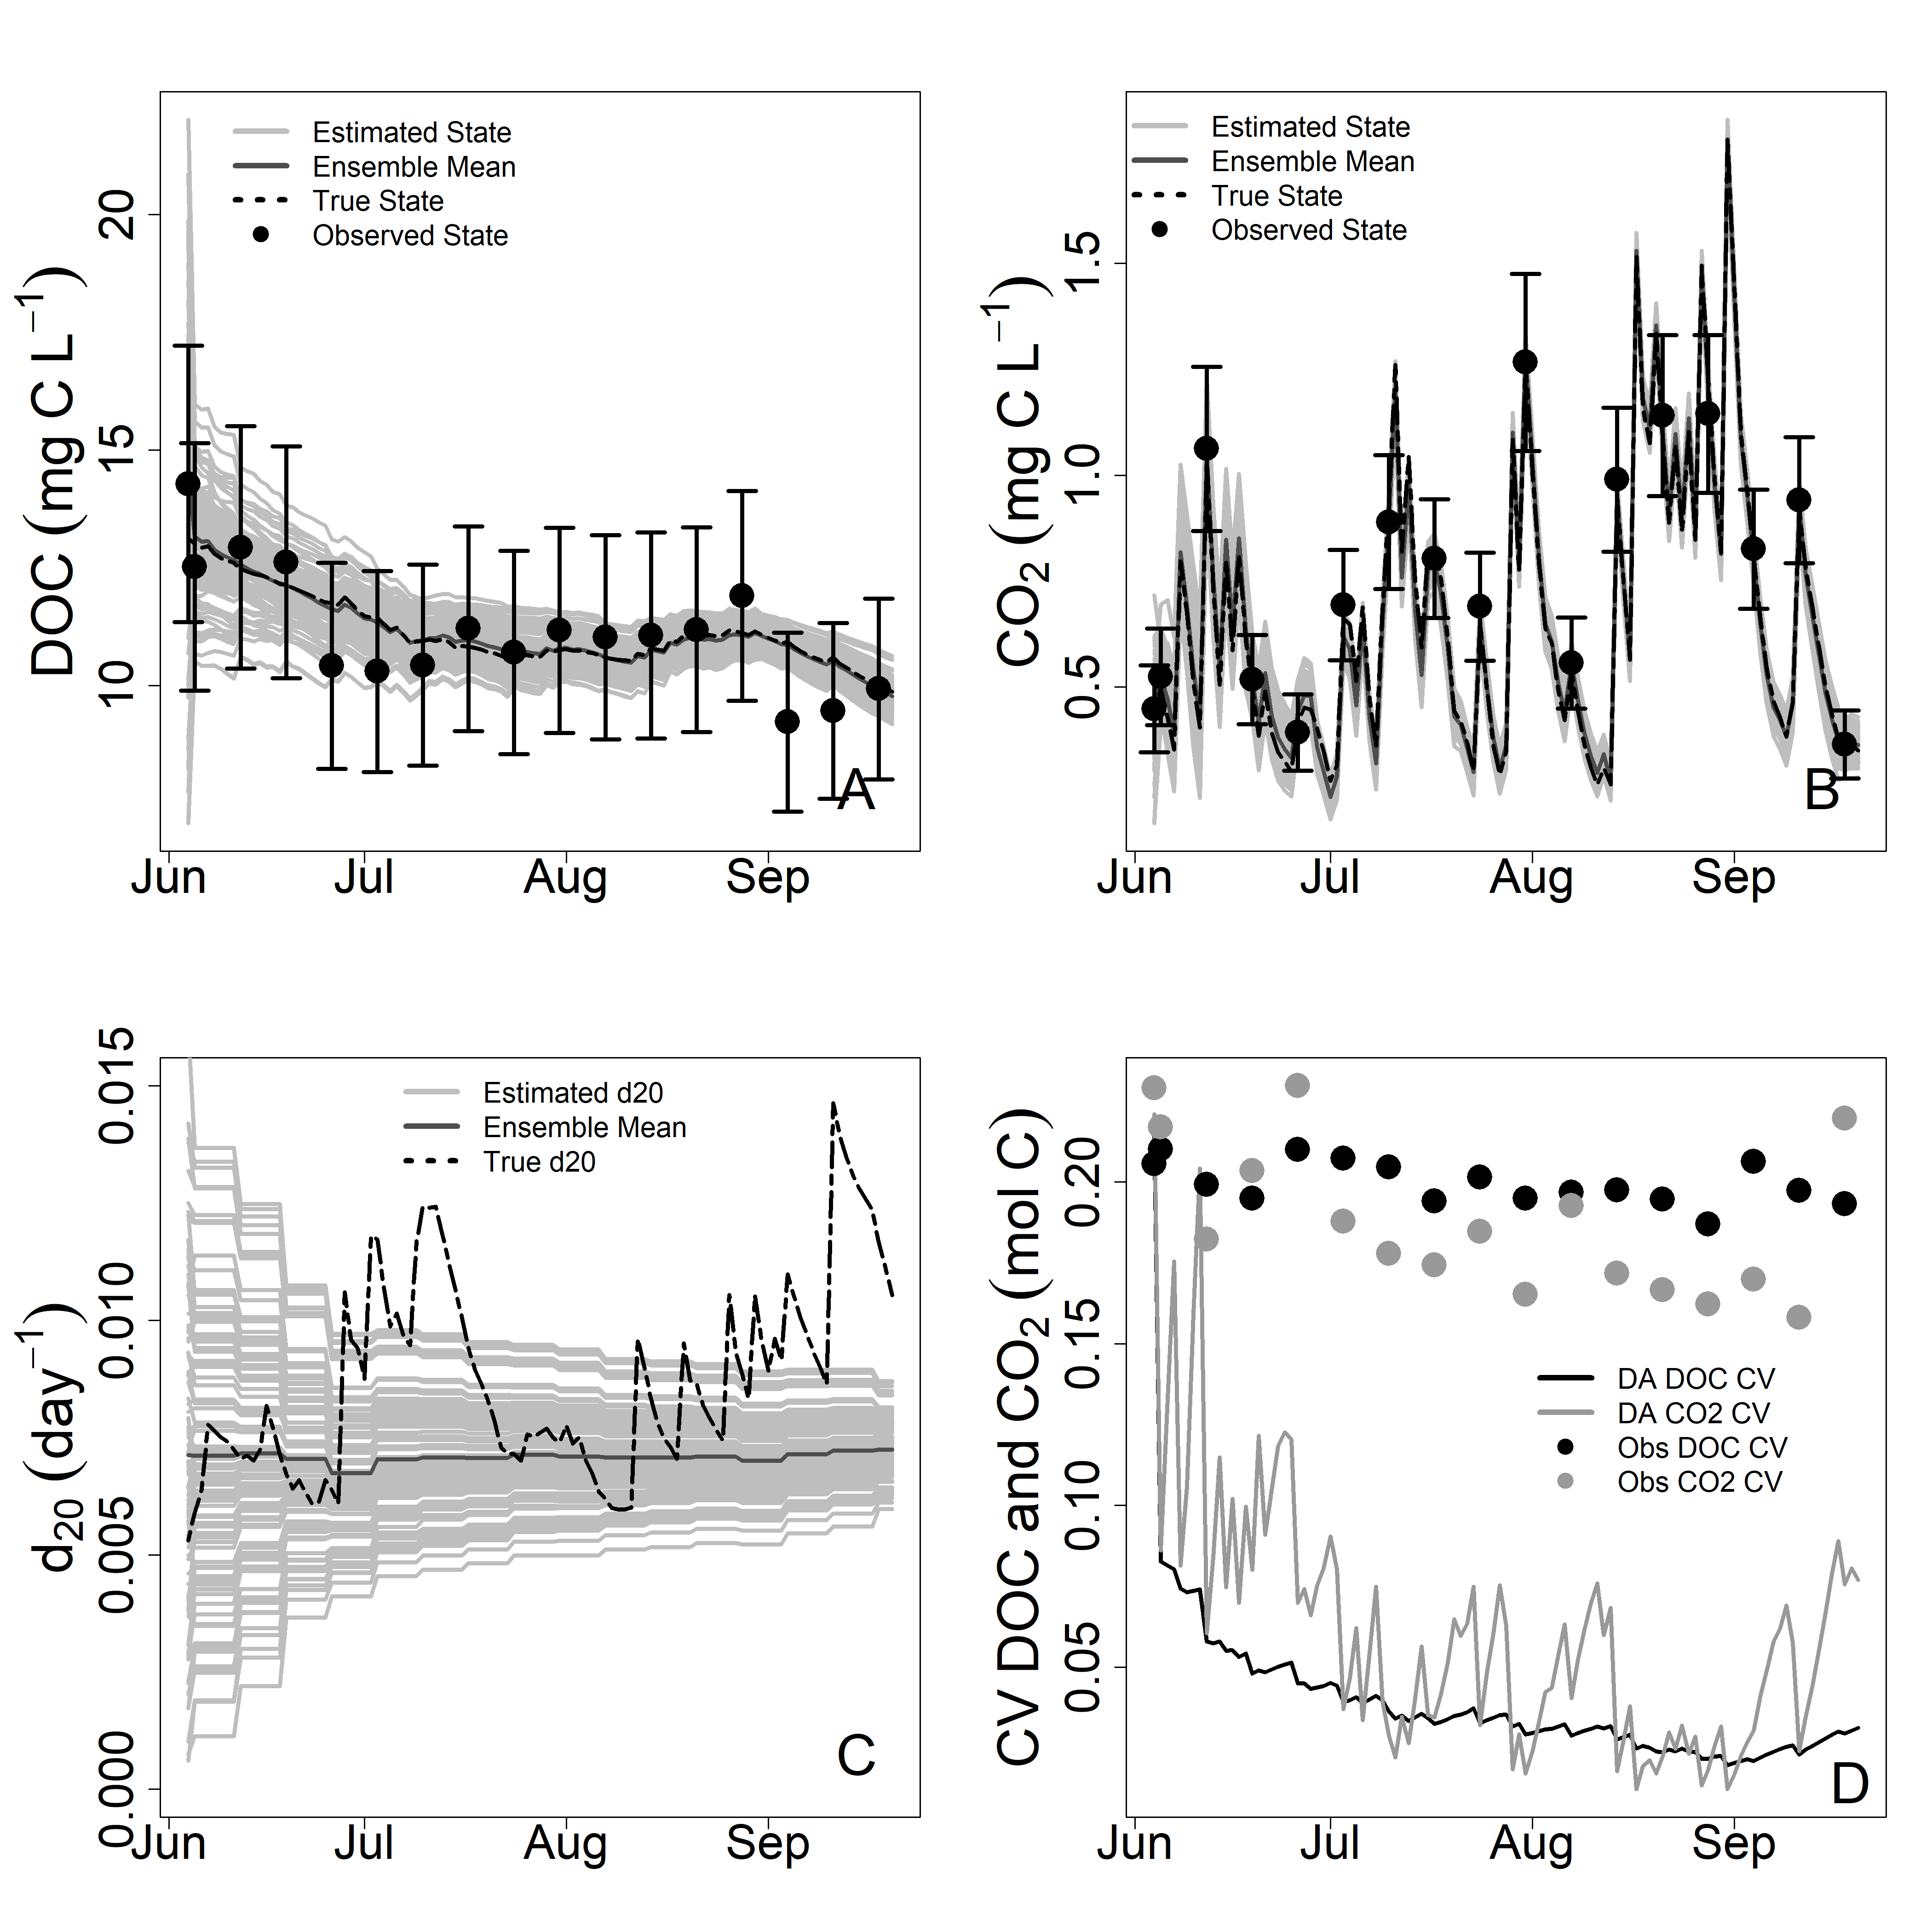 Estimated State
Ensemble Mean
True State
Observed State
DOC (mg C L⁻¹)
20
15
10
A
Jun Jul Aug Sep
Estimated State
Ensemble Mean
True State
Observed State
CO₂ (mg C L⁻¹)
1.5
1.0
0.5
B
Jun Jul Aug Sep
Estimated d20
Ensemble Mean
True d20
d₂₀ (day⁻¹)
0.015
0.010
0.005
0.000
C
Jun Jul Aug Sep
CV DOC and CO₂ (mol C)
0.20
0.15
0.10
0.05
DA DOC CV
DA CO2 CV
Obs DOC CV
Obs CO2 CV
D
Jun Jul Aug Sep